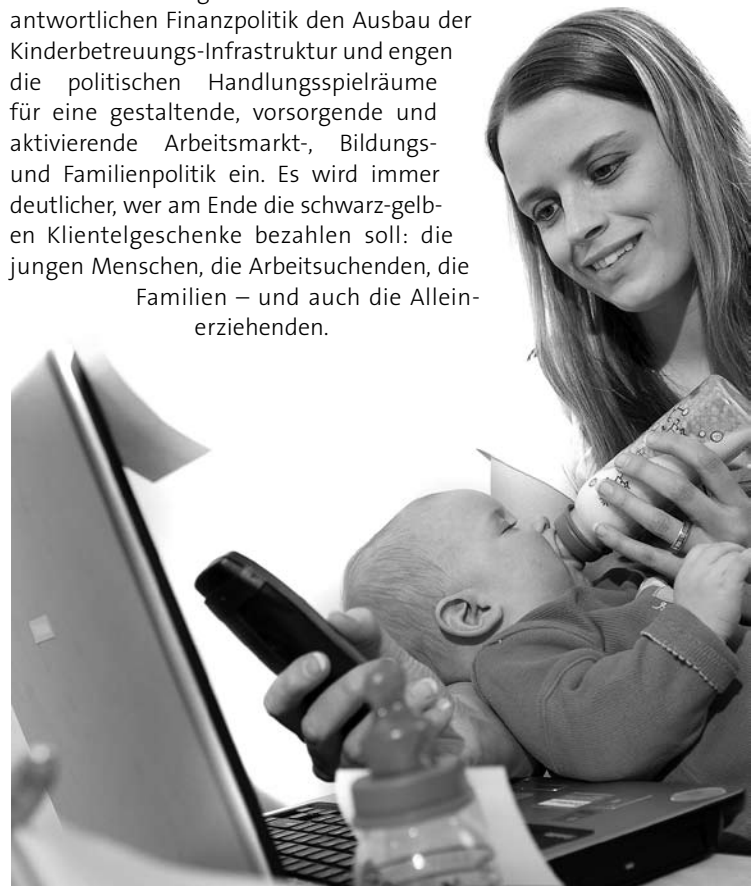 antwortlichen Finanzpolitik den Ausbau der
Kinderbetreuungs-Infrastruktur und engen
die politischen Handlungsspielräume
für eine gestaltende, vorsorgende und
aktivierende Arbeitsmarkt-, Bildungs-
und Familienpolitik ein. Es wird immer
deutlicher, wer am Ende die schwarz-gelb-
en Klientelgeschenke bezahlen soll: die
jungen Menschen, die Arbeitsuchenden, die
Familien – und auch die Allein-
erziehenden.